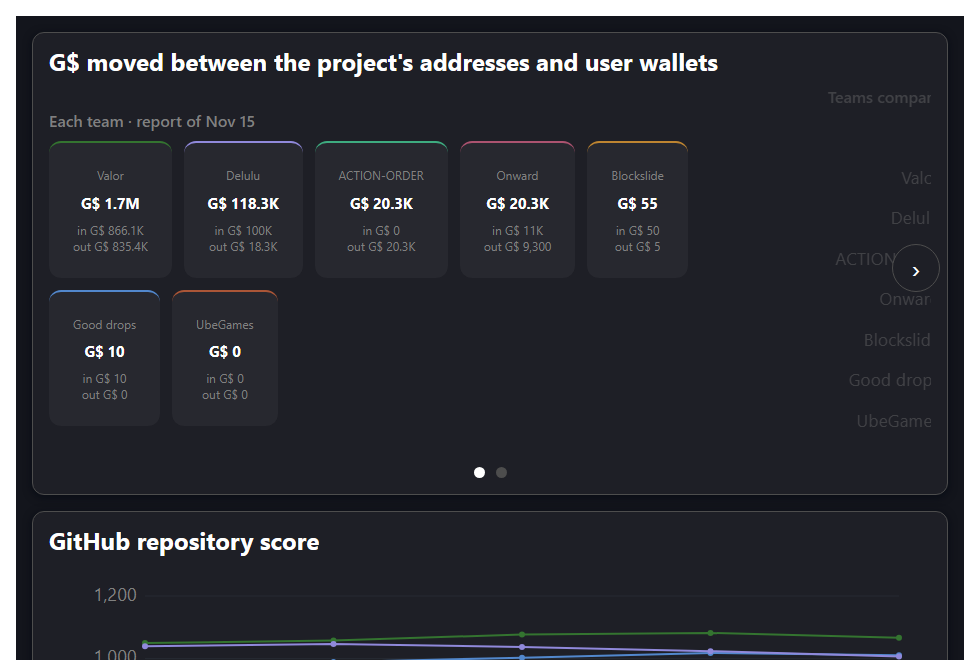 G$ moved between the project's addresses and user wallets
Teams compar
Each team · report of Nov 15
Valor
G$ 1.7M
in G$ 866.1K
out G$ 835.4K
Delulu
G$ 118.3K
in G$ 100K
out G$ 18.3K
ACTION-ORDER
G$ 20.3K
in G$ 0
out G$ 20.3K
Onward
G$ 20.3K
in G$ 11K
out G$ 9,300
Blockslide
G$ 55
in G$ 50
out G$ 5
Good drops
G$ 10
in G$ 10
out G$ 0
UbeGames
G$ 0
in G$ 0
out G$ 0
Valo
Delul
ACTION
Onwar
Blockslid
Good drop
UbeGame
GitHub repository score
1,200
1,000